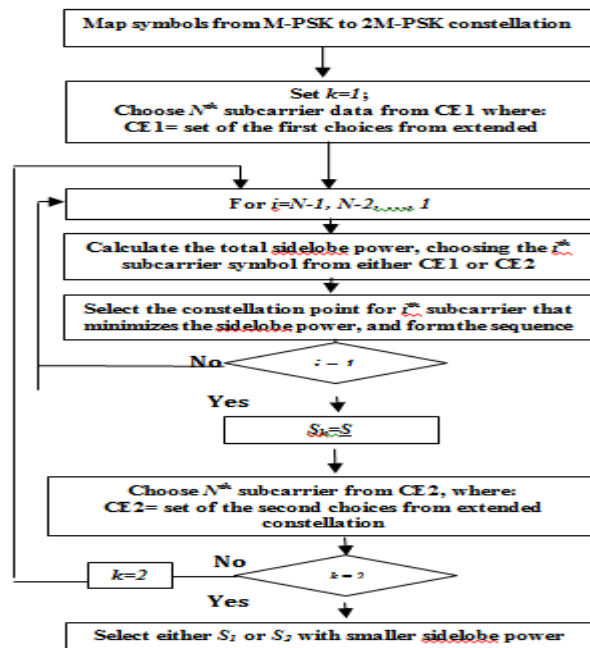 Map symbols from M-PSK to 2M-PSK constellation
Set k=1;
Choose Nth subcarrier data from CE1 where:
CE1= set of the first choices from extended
For i=N-1, N-2,....., 1
Calculate the total sidelobe power, choosing the ith
subcarrier symbol from either CE1 or CE2
Select the constellation point for ith subcarrier that
minimizes the sidelobe power, and form the sequence
No
i = 1
Yes
Sk=S
Choose Nth subcarrier from CE2, where:
CE2= set of the second choices from extended
constellation
No
k=2
k = 2
Yes
Select either S1 or S2 with smaller sidelobe power